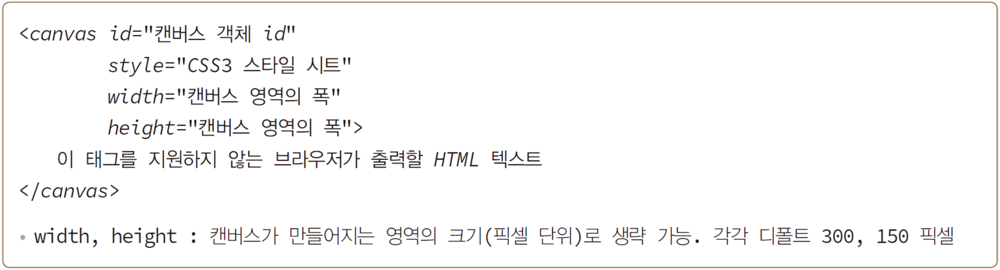 <canvas id="캔버스 객체 id"
        style="CSS3 스타일 시트"
        width="캔버스 영역의 폭"
        height="캔버스 영역의 폭">
   이 태그를 지원하지 않는 브라우저가 출력할 HTML 텍스트
</canvas>
• width, height : 캔버스가 만들어지는 영역의 크기(픽셀 단위)로 생략 가능. 각각 디폴트 300, 150 픽셀